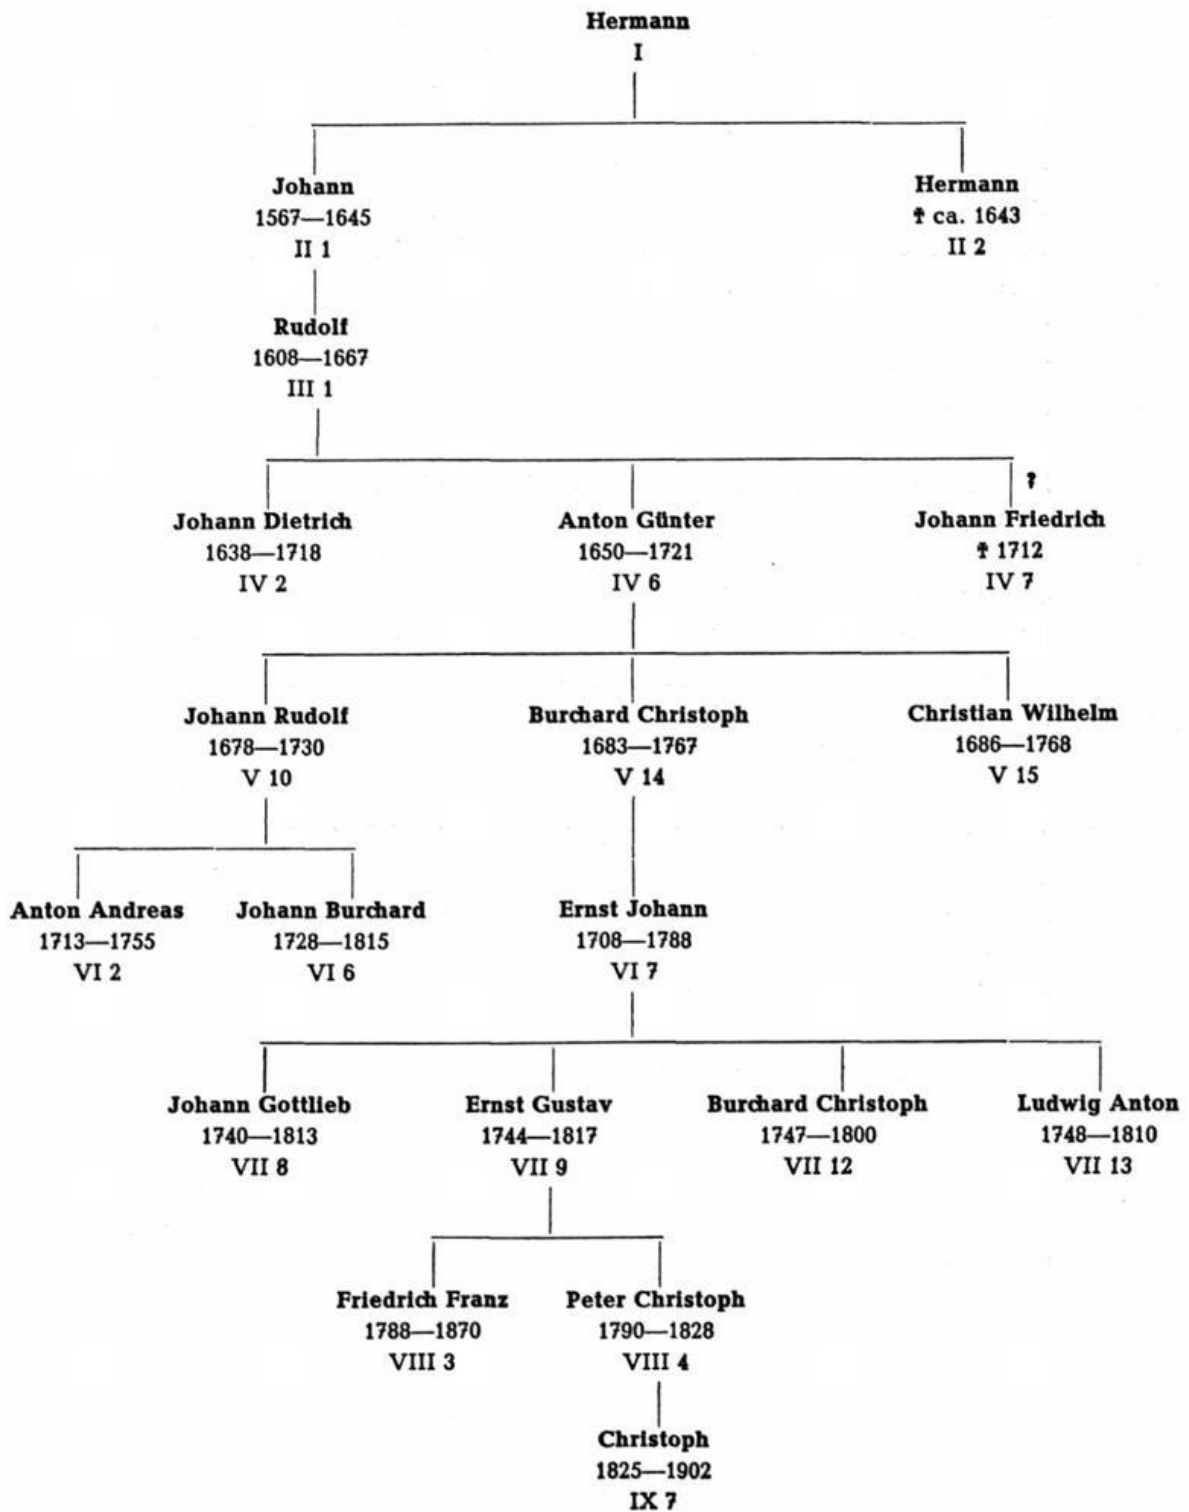 Hermann
I
Johann
1567—1645
II 1
Hermann
✝ ca. 1643
II 2
Rudolf
1608—1667
III 1
?
Johann Dietrich
1638—1718
IV 2
Anton Günter
1650—1721
IV 6
Johann Friedrich
✝ 1712
IV 7
Johann Rudolf
1678—1730
V 10
Burchard Christoph
1683—1767
V 14
Christian Wilhelm
1686—1768
V 15
Anton Andreas
1713—1755
VI 2
Johann Burchard
1728—1815
VI 6
Ernst Johann
1708—1788
VI 7
Johann Gottlieb
1740—1813
VII 8
Ernst Gustav
1744—1817
VII 9
Burchard Christoph
1747—1800
VII 12
Ludwig Anton
1748—1810
VII 13
Friedrich Franz
1788—1870
VIII 3
Peter Christoph
1790—1828
VIII 4
Christoph
1825—1902
IX 7